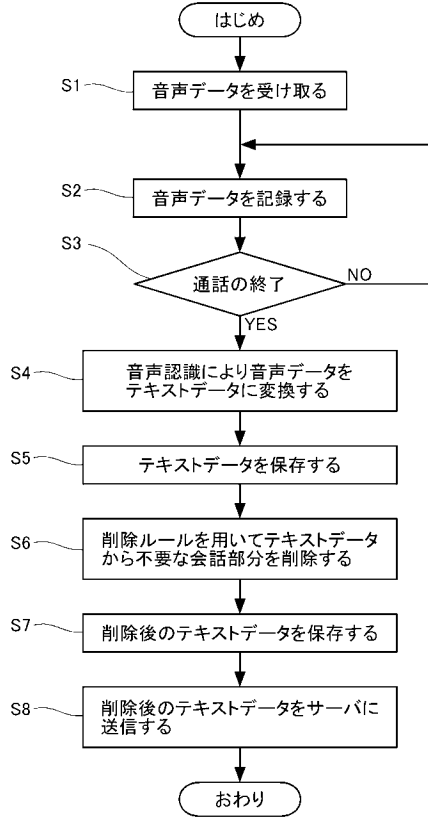 はじめ
S1
音声データを受け取る
S2
音声データを記録する
S3
通話の終了
NO
YES
S4
音声認識により音声データを
テキストデータに変換する
S5
テキストデータを保存する
S6
削除ルールを用いてテキストデータ
から不要な会話部分を削除する
S7
削除後のテキストデータを保存する
S8
削除後のテキストデータをサーバに
送信する
おわり